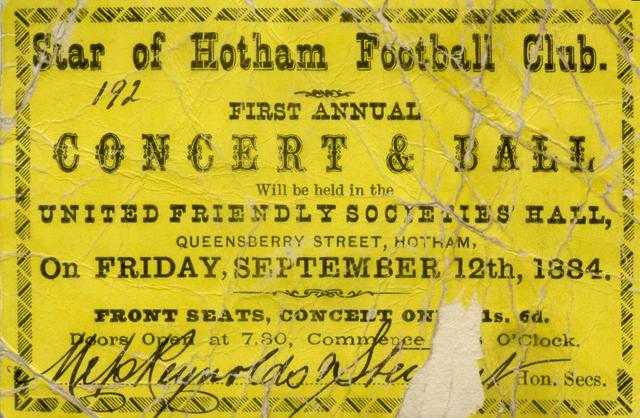 Star of Hotham Football Club.
192
FIRST ANNUAL
CONCERT & BALL
Will be held in the
UNITED FRIENDLY SOCIETIES' HALL,
QUEENSBERRY STREET, HOTHAM,
On FRIDAY, SEPTEMBER 12th, 1884.
FRONT SEATS, CONCERT 1s. 6d.
Doors Open at 7.30, Commence O'Clock.
Reynolds Hon. Secs.